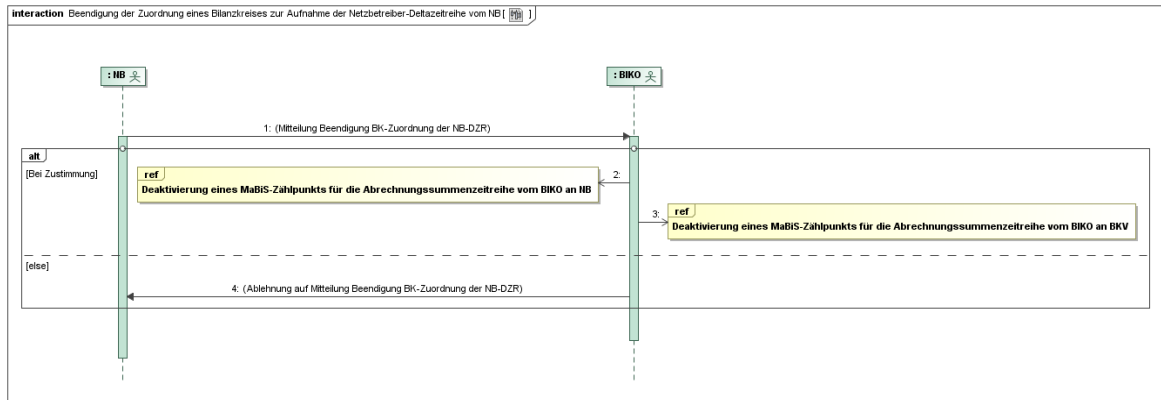 interaction Beendigung der Zuordnung eines Bilanzkreises zur Aufnahme der Netzbetreiber-Deltazeitreihe vom NB[ ]
: NB
: BIKO
1: (Mitteilung Beendigung BK-Zuordnung der NB-DZR)
alt
[Bei Zustimmung]
ref
Deaktivierung eines MaBiS-Zählpunkts für die Abrechnungssummenzeitreihe vom BIKO an NB
2:
3:
ref
Deaktivierung eines MaBiS-Zählpunkts für die Abrechnungssummenzeitreihe vom BIKO an BKV
[else]
4: (Ablehnung auf Mitteilung Beendigung BK-Zuordnung der NB-DZR)